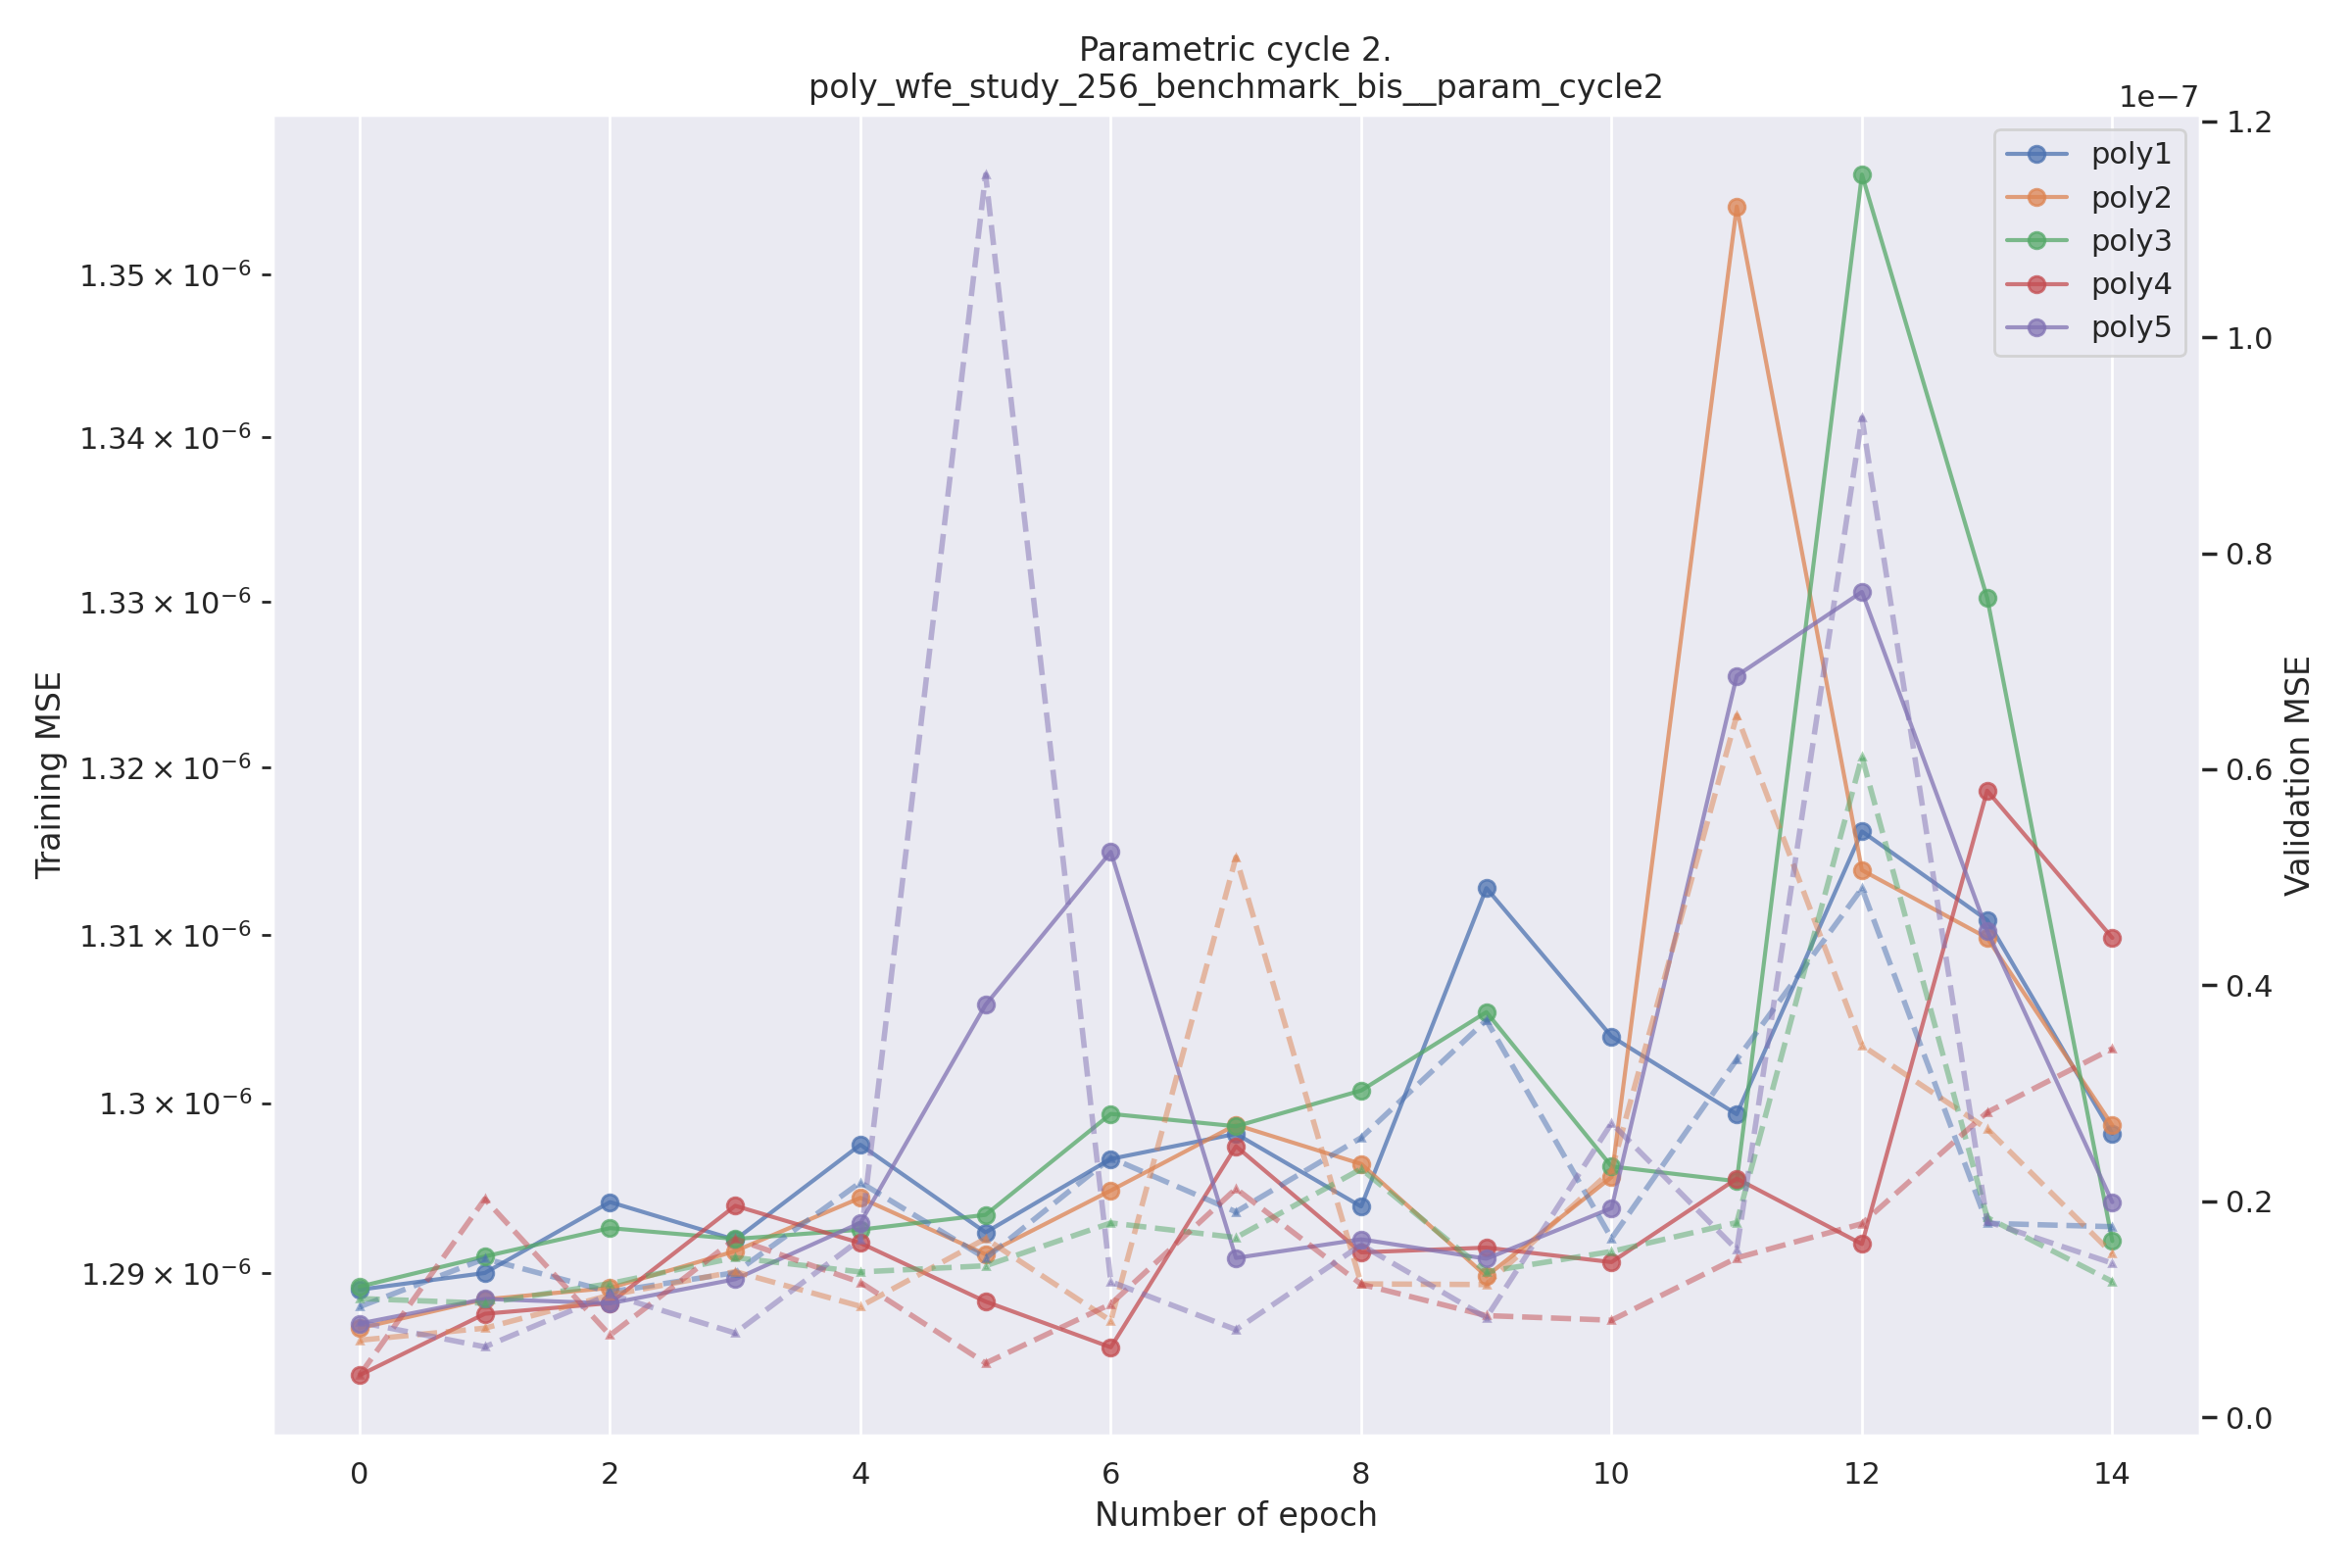 Parametric cycle 2.
poly_wfe_study_256_benchmark_bis__param_cycle2
1e−7
1.35 × 10⁻⁶
1.34 × 10⁻⁶
1.33 × 10⁻⁶
1.32 × 10⁻⁶
1.31 × 10⁻⁶
1.3 × 10⁻⁶
1.29 × 10⁻⁶
Training MSE
poly1
poly2
poly3
poly4
poly5
1.2
1.0
0.8
0.6
0.4
0.2
0.0
Validation MSE
0 2 4 6 8 10 12 14
Number of epoch